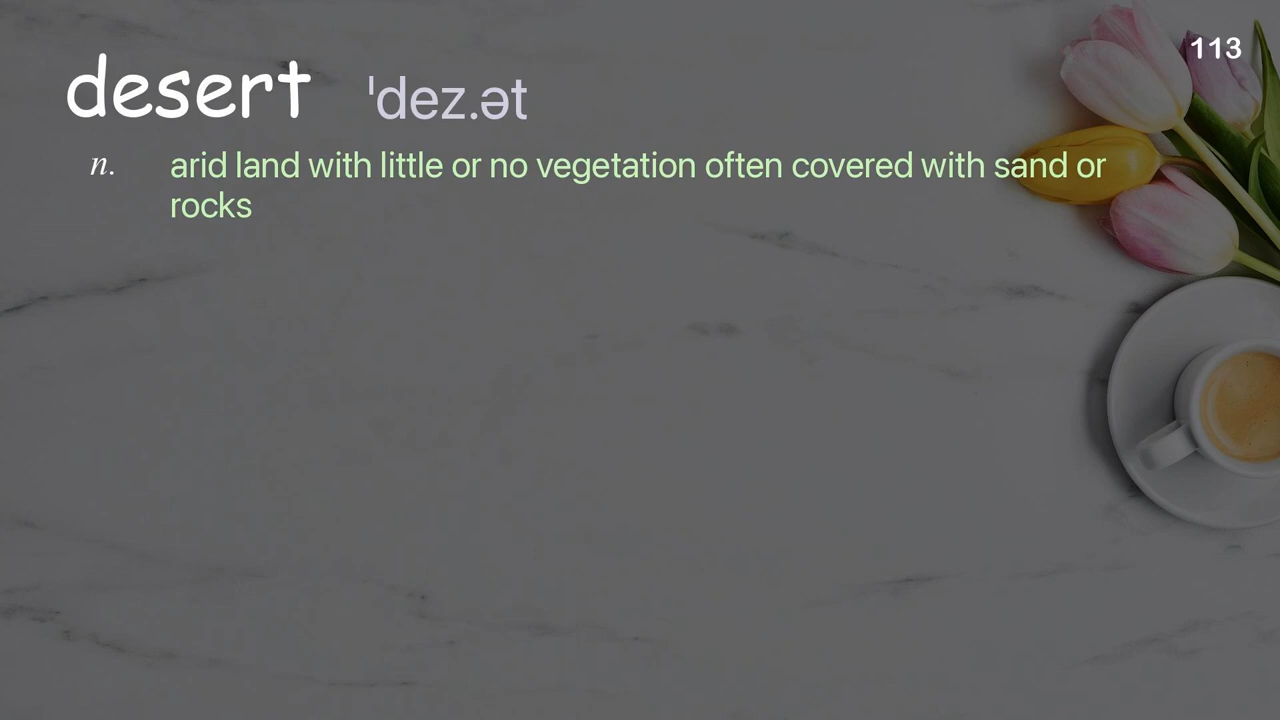 113
desert ˈdez.ət
n. arid land with little or no vegetation often covered with sand or
rocks